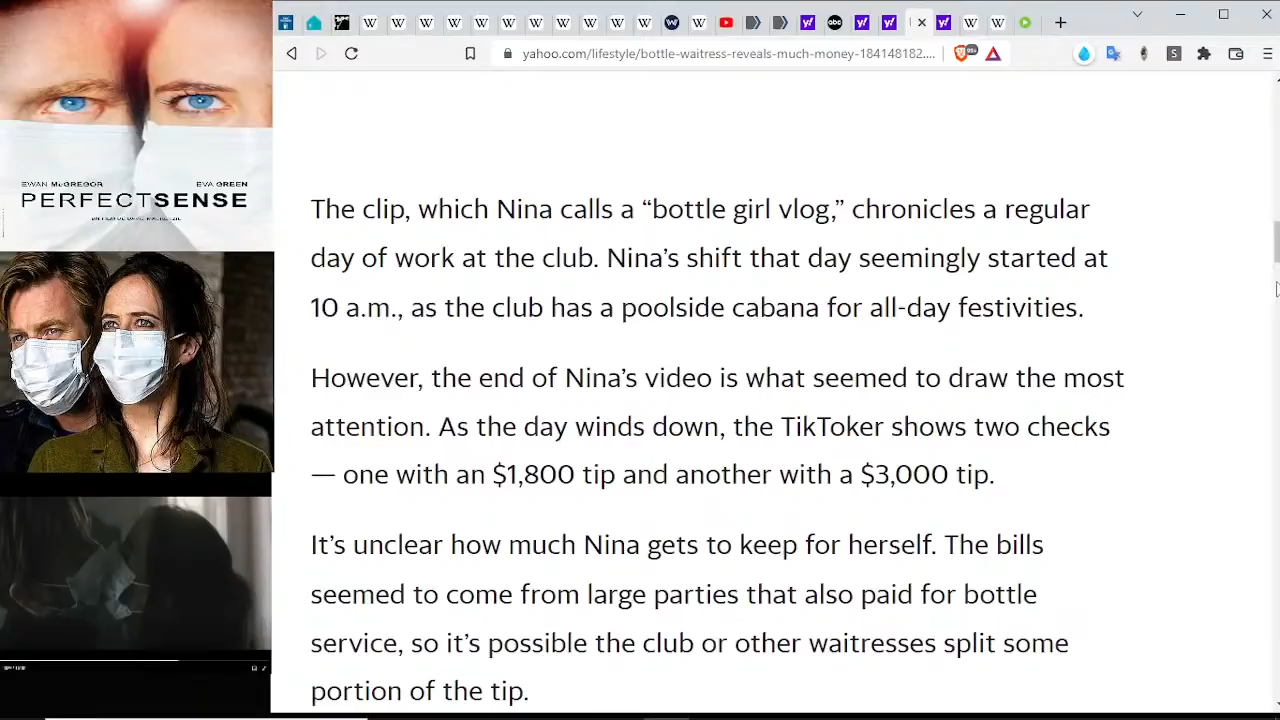 yahoo.com/lifestyle/bottle-waitress-reveals-much-money-184148182....
EWAN McGREGOR EVA GREEN
PERFECTSENSE
The clip, which Nina calls a “bottle girl vlog,” chronicles a regular
day of work at the club. Nina’s shift that day seemingly started at
10 a.m., as the club has a poolside cabana for all-day festivities.
However, the end of Nina’s video is what seemed to draw the most
attention. As the day winds down, the TikToker shows two checks
— one with an $1,800 tip and another with a $3,000 tip.
It’s unclear how much Nina gets to keep for herself. The bills
seemed to come from large parties that also paid for bottle
service, so it’s possible the club or other waitresses split some
portion of the tip.